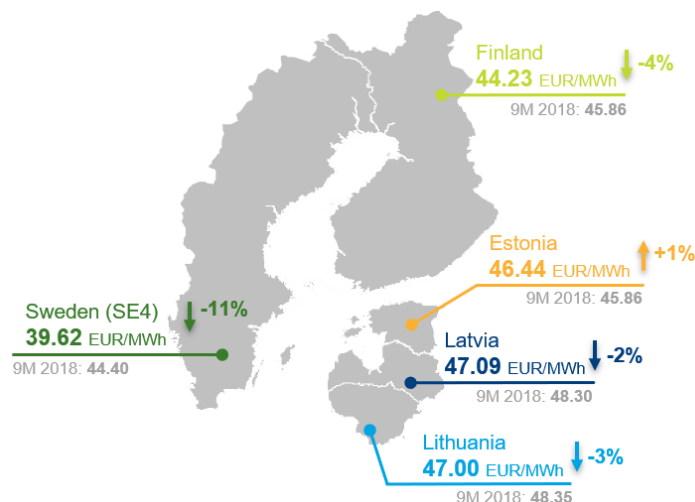 Finland
44.23 EUR/MWh
-4%
9M 2018: 45.86
Estonia
46.44 EUR/MWh
+1%
9M 2018: 45.86
Sweden (SE4)
39.62 EUR/MWh
-11%
9M 2018: 44.40
Latvia
47.09 EUR/MWh
-2%
9M 2018: 48.30
Lithuania
47.00 EUR/MWh
-3%
9M 2018: 48.35